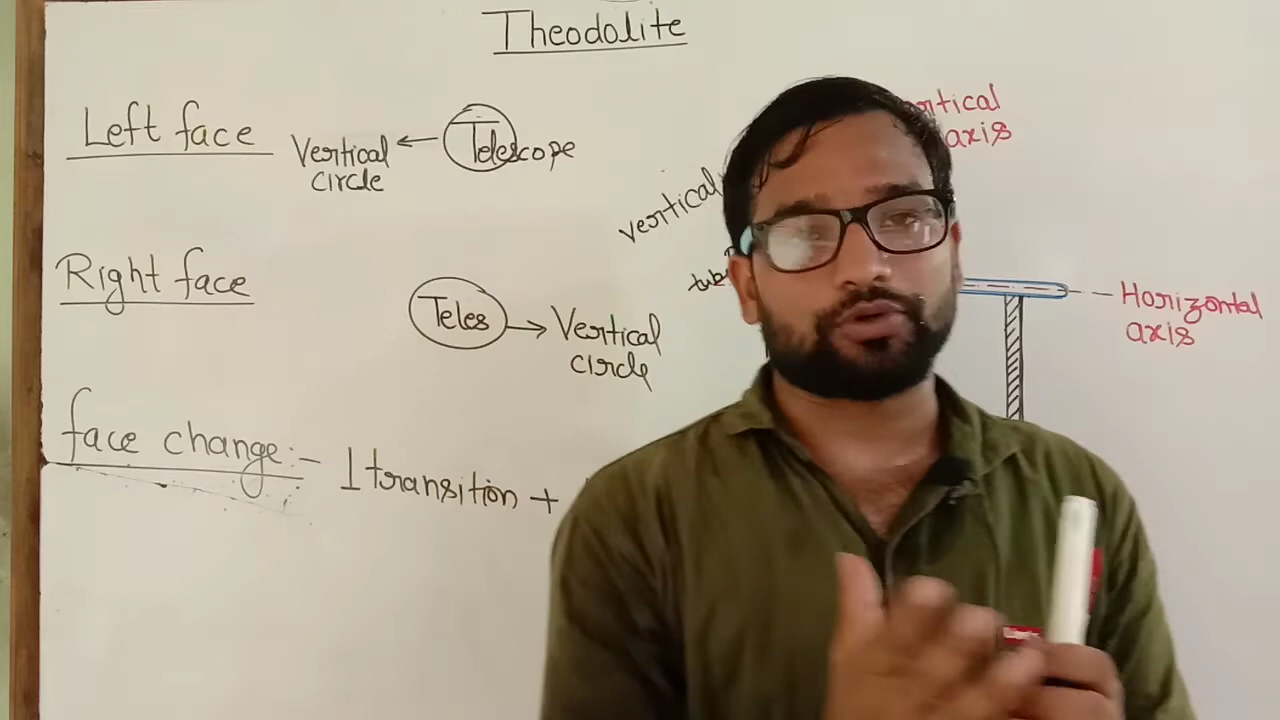 Theodolite
Left face
Vertical ← Telescope
circle
Right face
Teles → Vertical
circle
face change:- 1 transition +
axis
vertical
Horizontal
axis